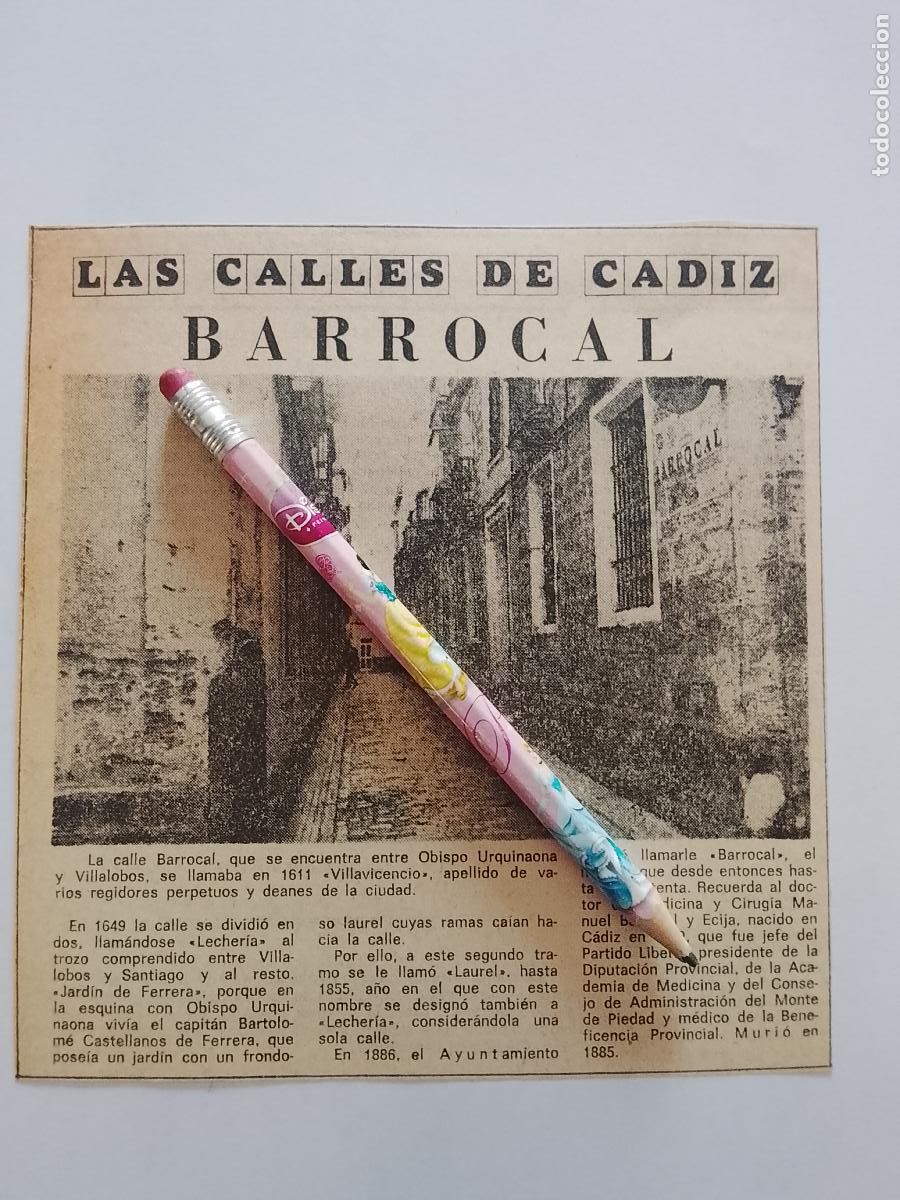 todocoleccion
LAS CALLES DE CADIZ
BARROCAL
BARROCAL
La calle Barrocal, que se encuentra entre Obispo Urquinaona
y Villalobos, se llamaba en 1611 «Villavicencio», apellido de va-
rios regidores perpetuos y deanes de la ciudad.
En 1649 la calle se dividió en
dos, llamándose «Lechería» al
trozo comprendido entre Villa-
lobos y Santiago y al resto,
«Jardín de Ferrera», porque en
la esquina con Obispo Urqui-
naona vivía el capitán Bartolo-
mé Castellanos de Ferrera, que
poseía un jardín con un frondo-
so laurel cuyas ramas caían ha-
cia la calle.
Por ello, a este segundo tra-
mo se le llamó «Laurel», hasta
1855, año en el que con este
nombre se designó también a
«Lechería», considerándola una
sola calle.
En 1886, el Ayuntamiento
llamarle «Barrocal», el
que desde entonces has-
ta
Recuerda al doc-
tor y Cirugía Ma-
nuel y Ecija, nacido en
Cádiz en que fue jefe del
Partido presidente de la
Diputación Provincial, de la Aca-
demia de Medicina y del Conse-
jo de Administración del Monte
de Piedad y médico de la Bene-
ficencia Provincial. Murió en
1885.